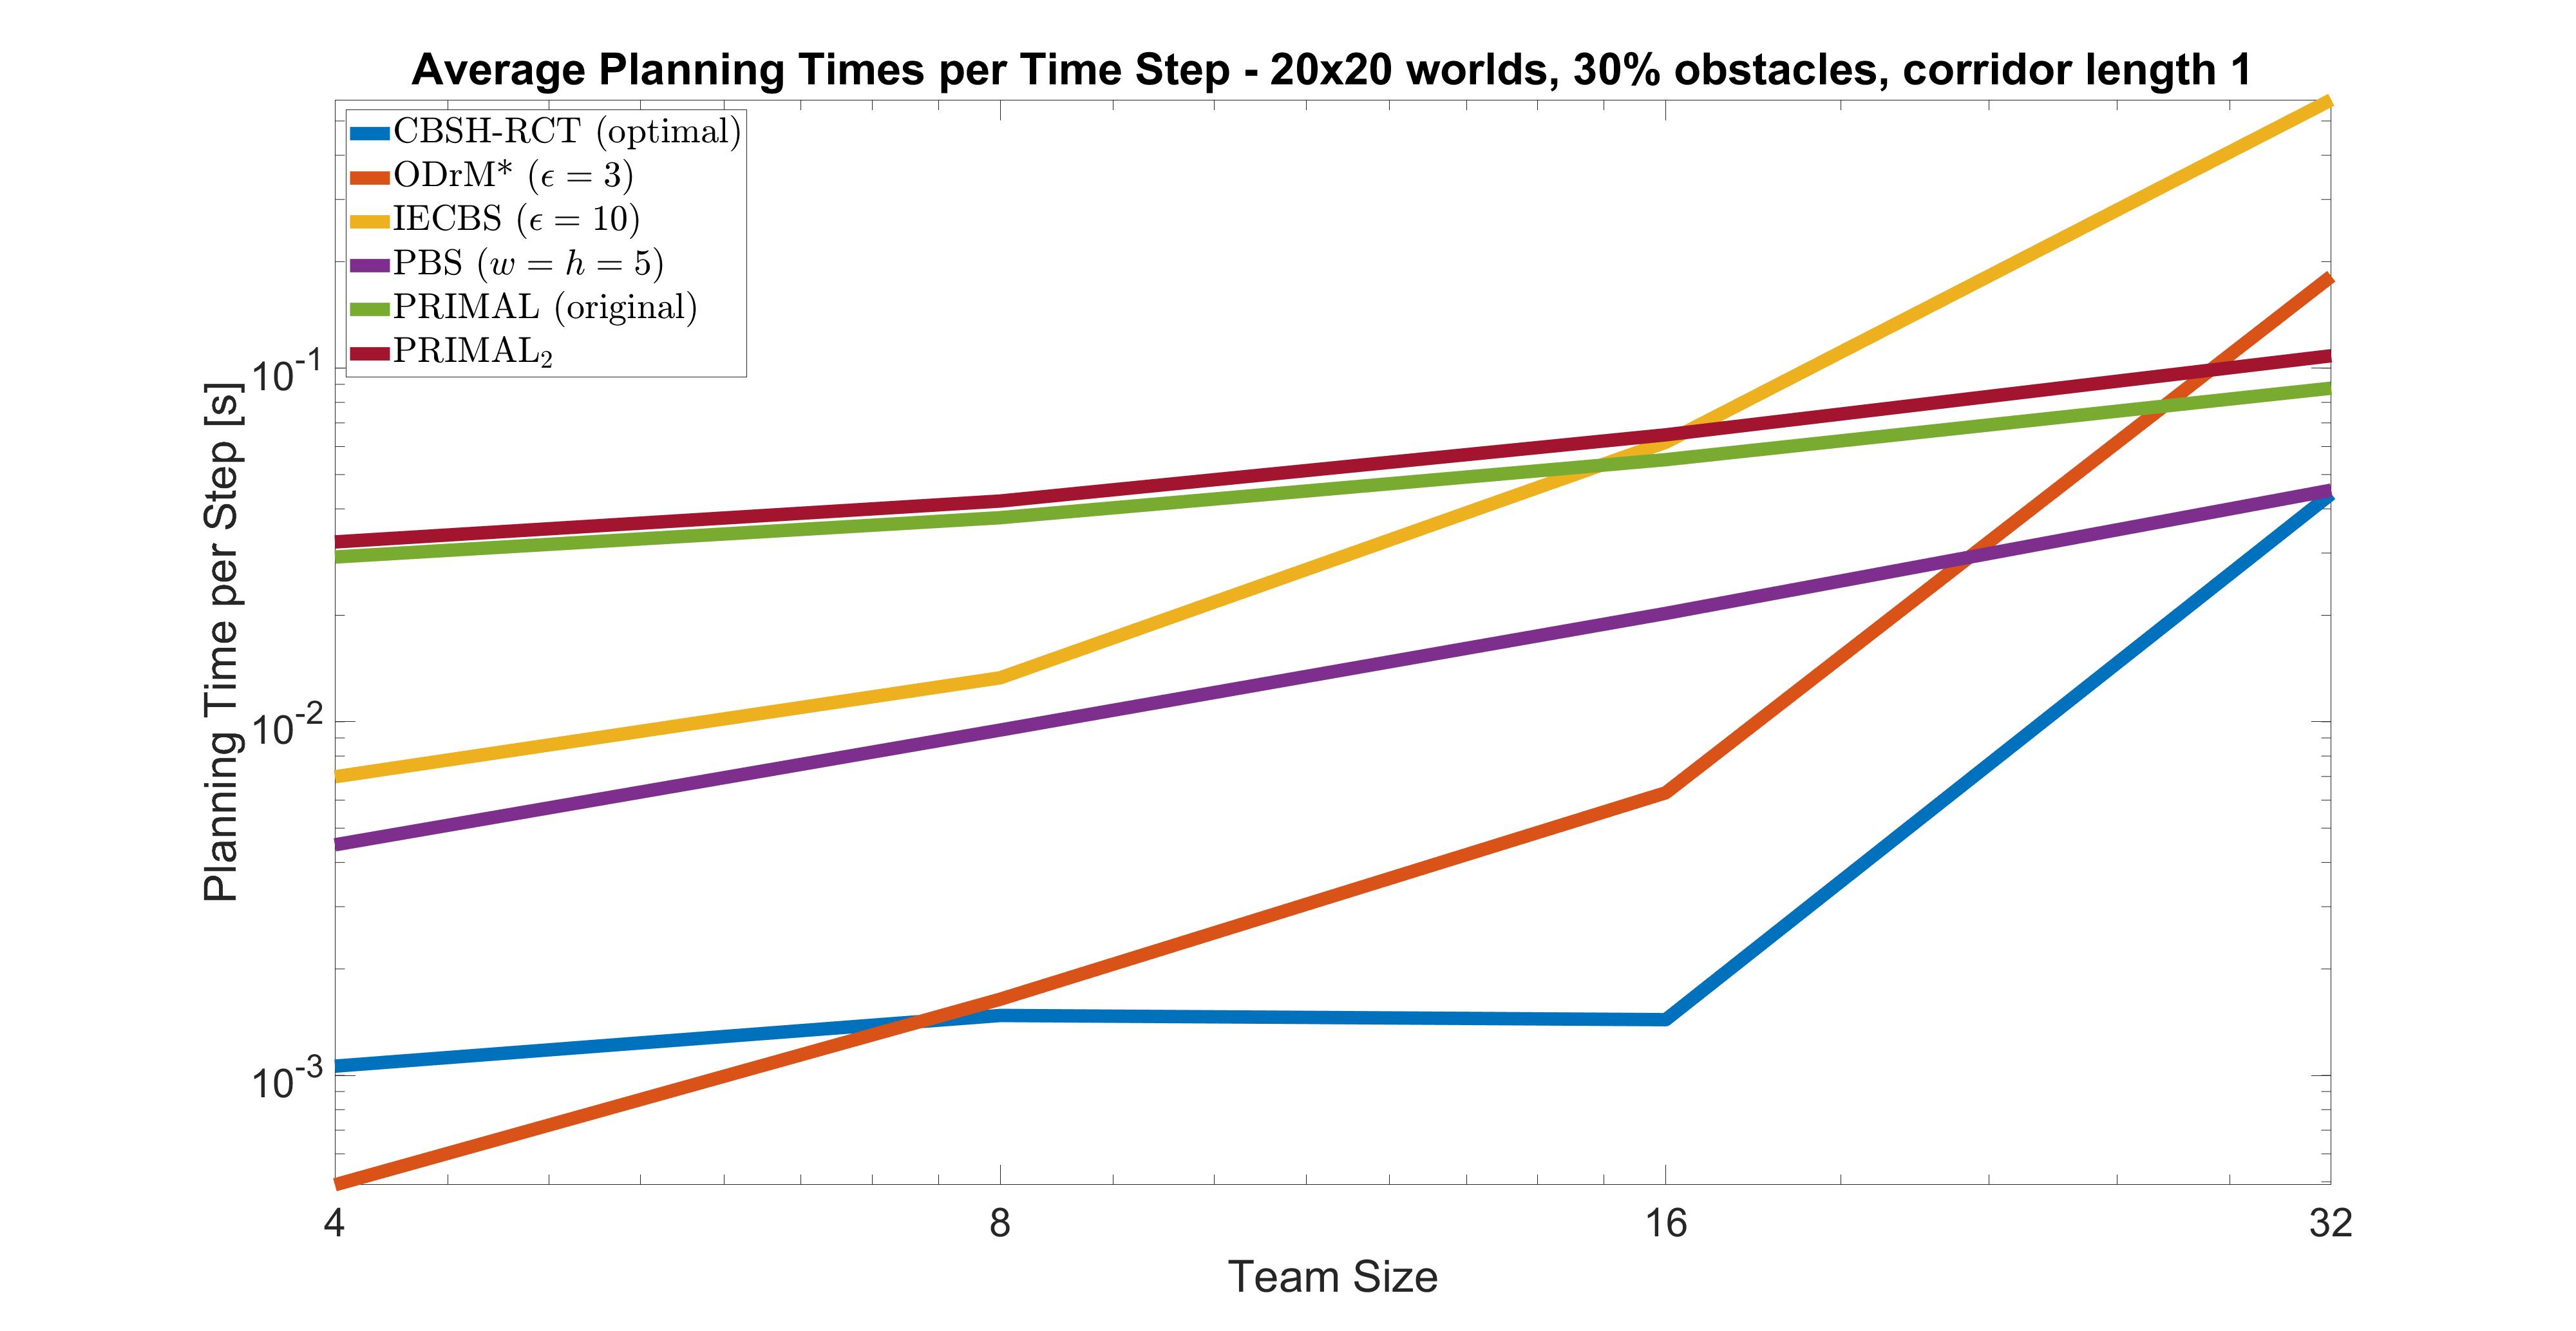 Average Planning Times per Time Step - 20x20 worlds, 30% obstacles, corridor length 1
CBSH-RCT (optimal)
ODrM* (ϵ = 3)
IECBS (ϵ = 10)
PBS (w = h = 5)
PRIMAL (original)
PRIMAL₂
Planning Time per Step [s]
10⁻¹
10⁻²
10⁻³
4 8 16 32
Team Size